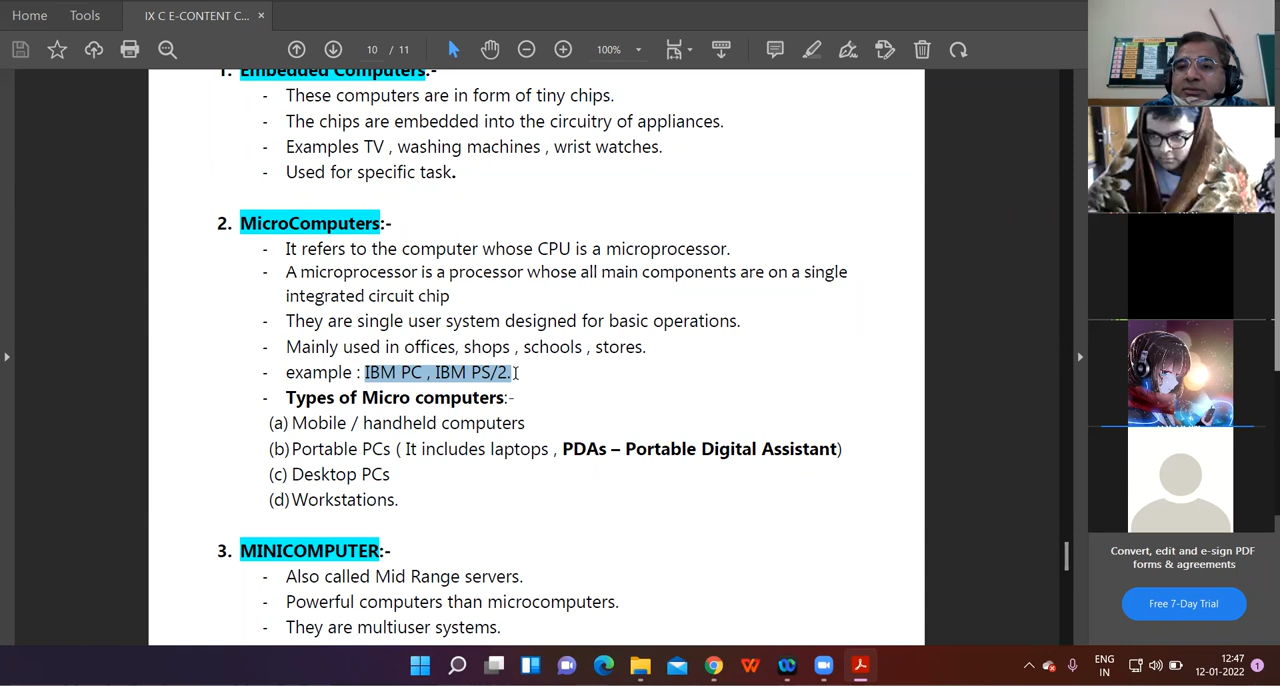 Home Tools IX C E-CONTENT C... ×
10 / 11 100%
1. Embedded Computers:-
- These computers are in form of tiny chips.
- The chips are embedded into the circuitry of appliances.
- Examples TV , washing machines , wrist watches.
- Used for specific task.
2. MicroComputers:-
- It refers to the computer whose CPU is a microprocessor.
- A microprocessor is a processor whose all main components are on a single
integrated circuit chip
- They are single user system designed for basic operations.
- Mainly used in offices, shops , schools , stores.
- example : IBM PC , IBM PS/2.
- Types of Micro computers:-
(a) Mobile / handheld computers
(b) Portable PCs ( It includes laptops , PDAs – Portable Digital Assistant)
(c) Desktop PCs
(d) Workstations.
3. MINICOMPUTER:-
- Also called Mid Range servers.
- Powerful computers than microcomputers.
- They are multiuser systems.
Convert, edit and e-sign PDF
forms & agreements
Free 7-Day Trial
ENG
IN
12:47
12-01-2022
1